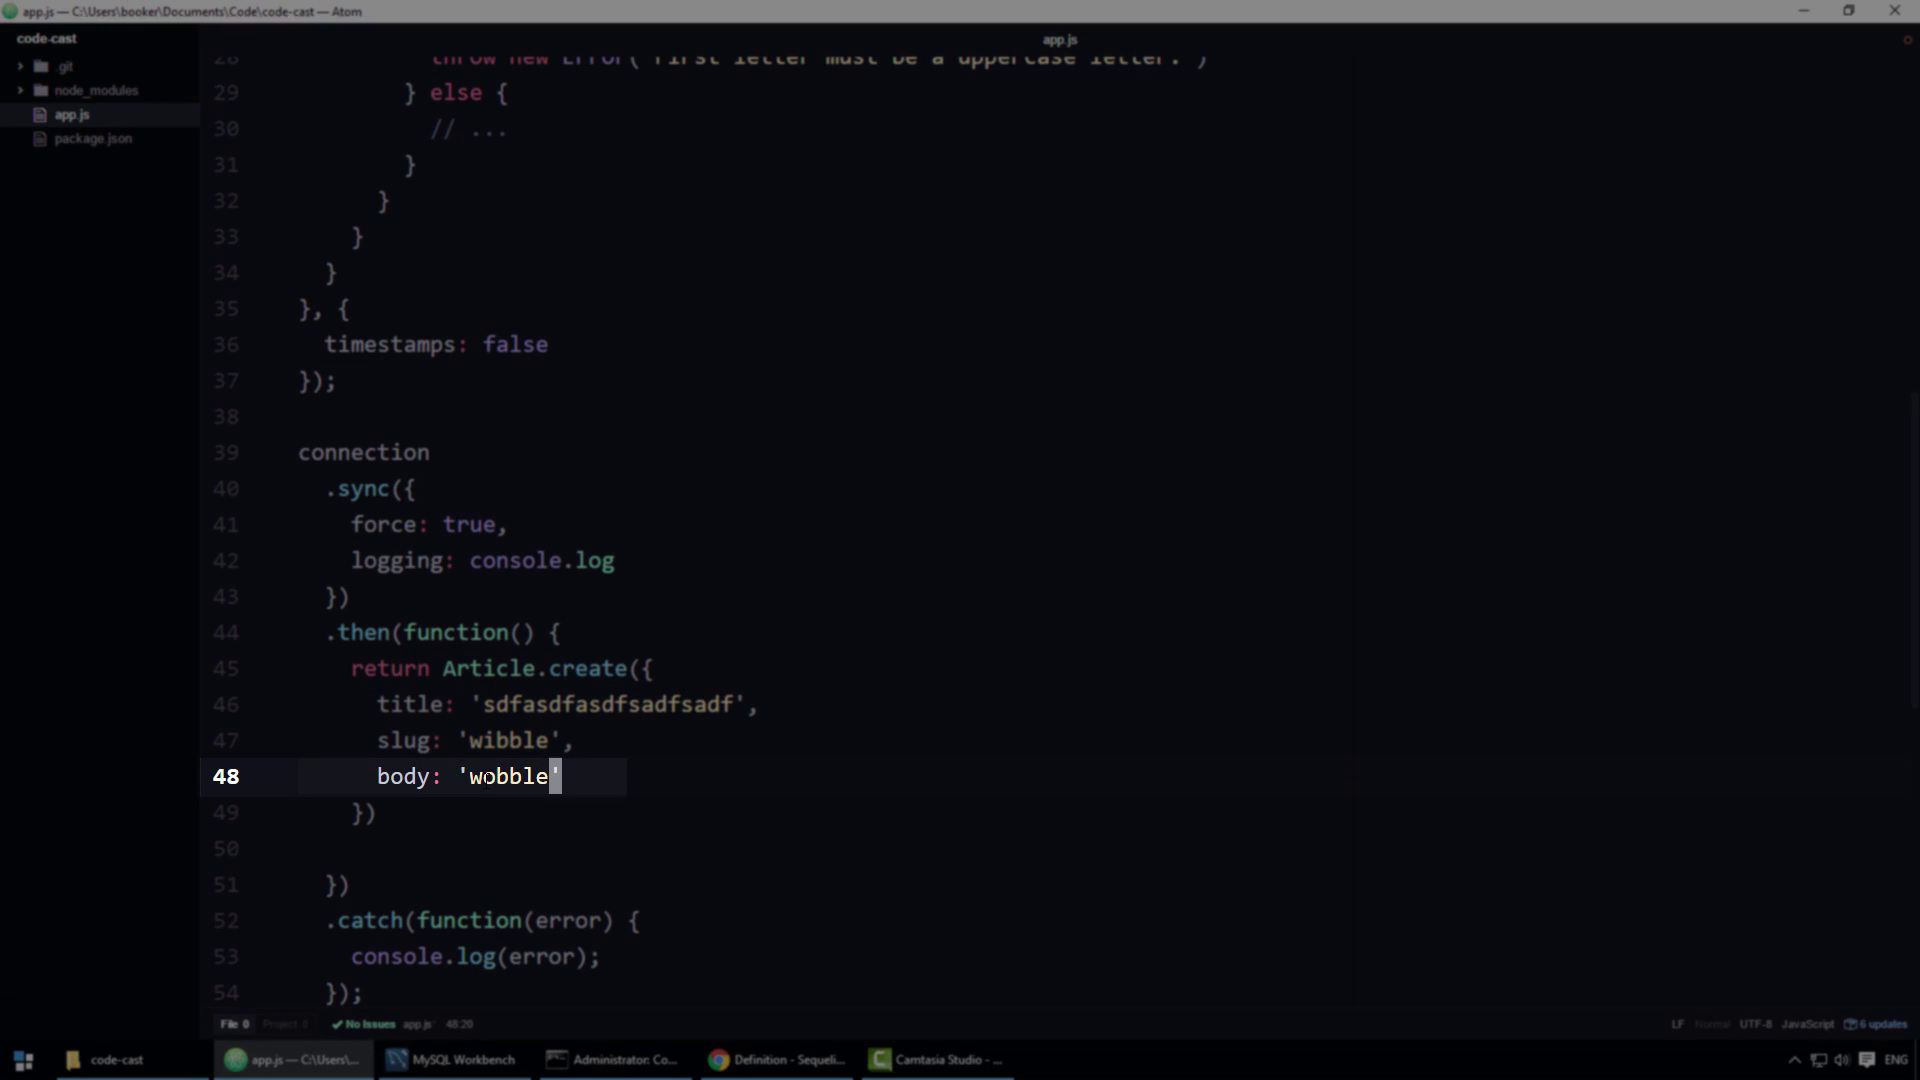 app.js — C:\Users\booker\Documents\Code\code-cast — Atom
code-cast
.git
node_modules
app.js
package.json
app.js
28 throw new Error('First letter must be a uppercase letter.')
29 } else {
30 // ...
31 }
32 }
33 }
34 }
35 }, {
36 timestamps: false
37 });
38
39 connection
40 .sync({
41 force: true,
42 logging: console.log
43 })
44 .then(function() {
45 return Article.create({
46 title: 'sdfasdfasdfsadfsadf',
47 slug: 'wibble',
48 body: 'wobble'
49 })
50
51 })
52 .catch(function(error) {
53 console.log(error);
54 });
File 0 Project 0 No Issues app.js* 48:20 LF Normal UTF-8 JavaScript 6 updates
code-cast app.js — C:\Users\... MySQL Workbench Administrator: Co... Definition - Sequeli... Camtasia Studio - ... ENG